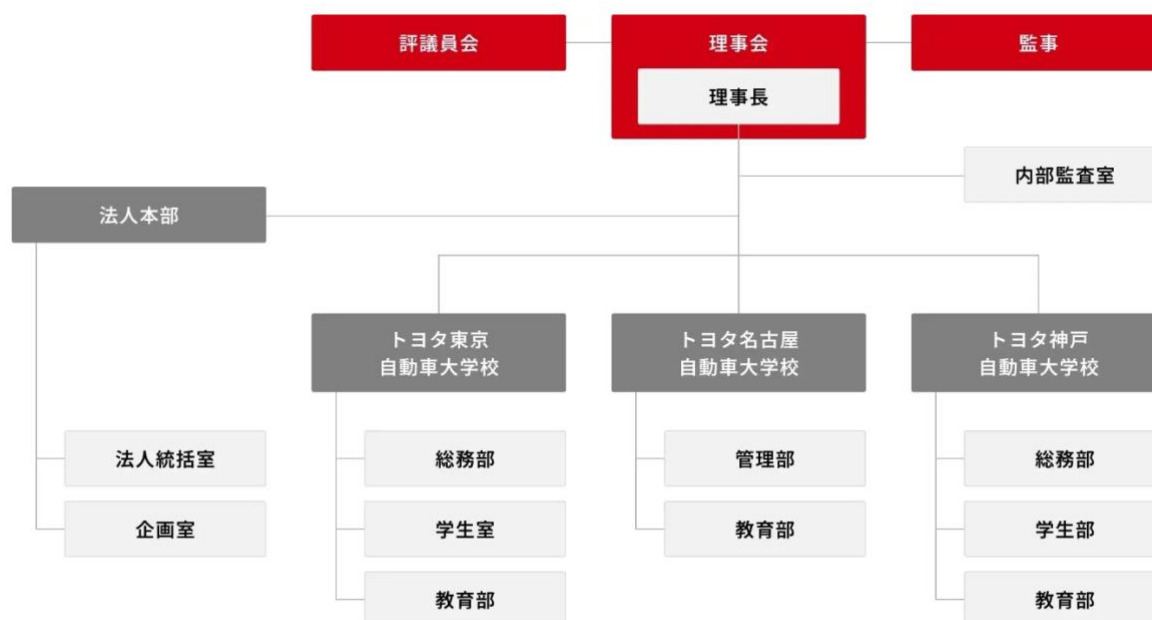 評議員会
理事会
監事
理事長
内部監査室
法人本部
トヨタ東京
自動車大学校
トヨタ名古屋
自動車大学校
トヨタ神戸
自動車大学校
法人統括室
総務部
管理部
総務部
企画室
学生室
教育部
学生部
教育部
教育部